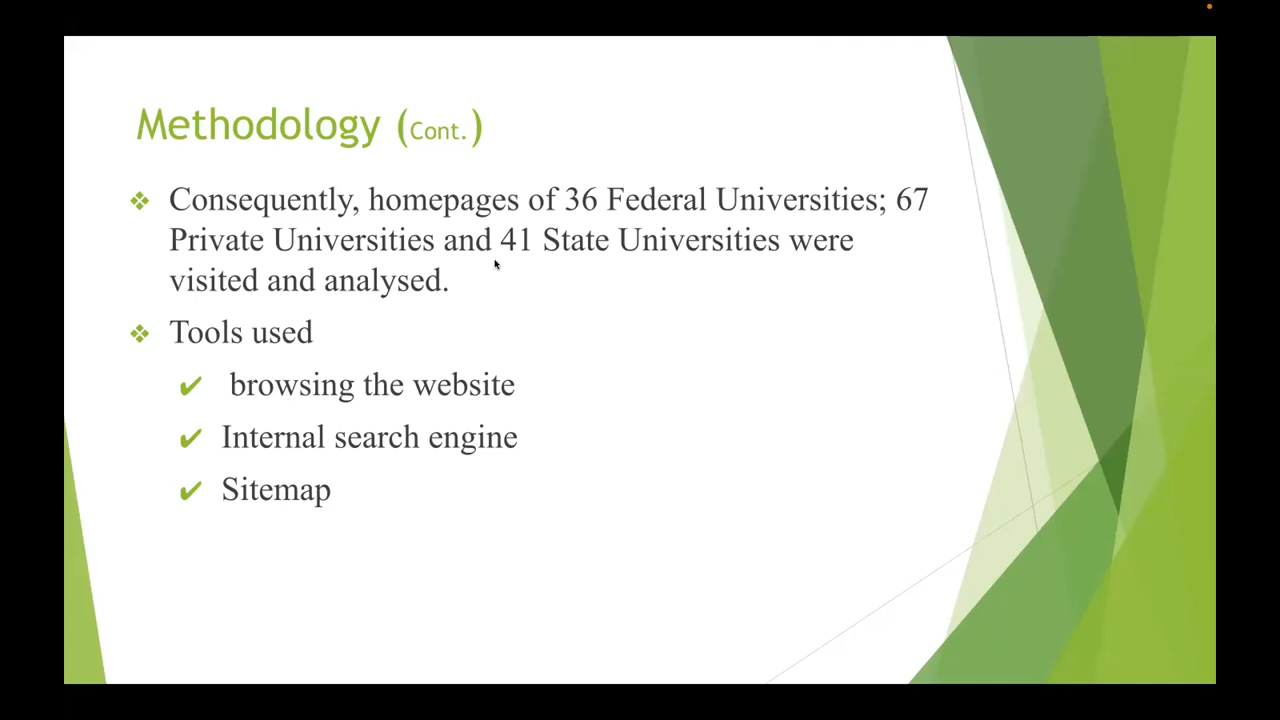 Methodology (Cont.)
Consequently, homepages of 36 Federal Universities; 67
Private Universities and 41 State Universities were
visited and analysed.
Tools used
browsing the website
Internal search engine
Sitemap